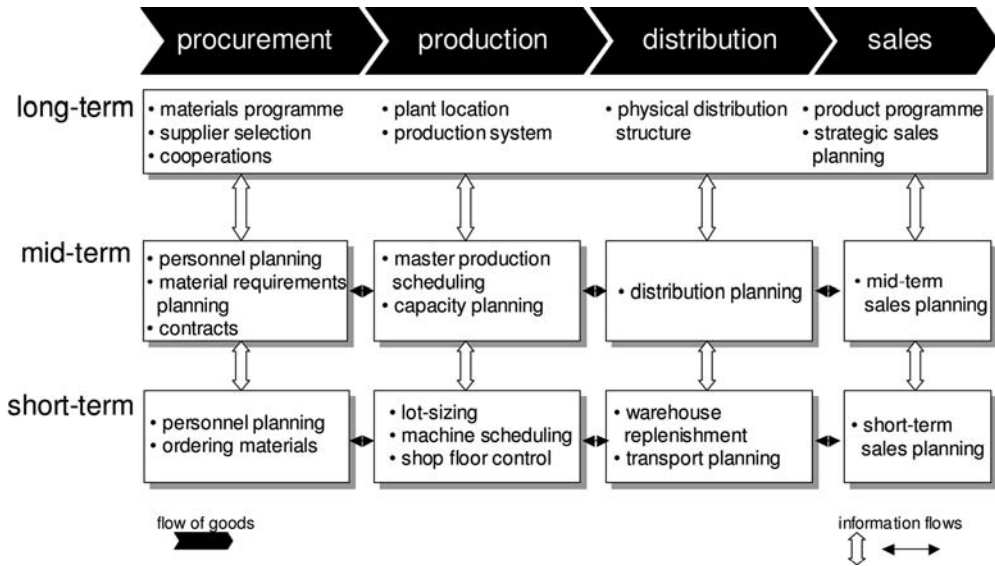 procurement
production
distribution
sales
long-term
• materials programme
• supplier selection
• cooperations
• plant location
• production system
• physical distribution
structure
• product programme
• strategic sales
planning
mid-term
• personnel planning
• material requirements
planning
• contracts
• master production
scheduling
• capacity planning
• distribution planning
• mid-term
sales planning
short-term
• personnel planning
• ordering materials
• lot-sizing
• machine scheduling
• shop floor control
• warehouse
replenishment
• transport planning
• short-term
sales planning
flow of goods
information flows